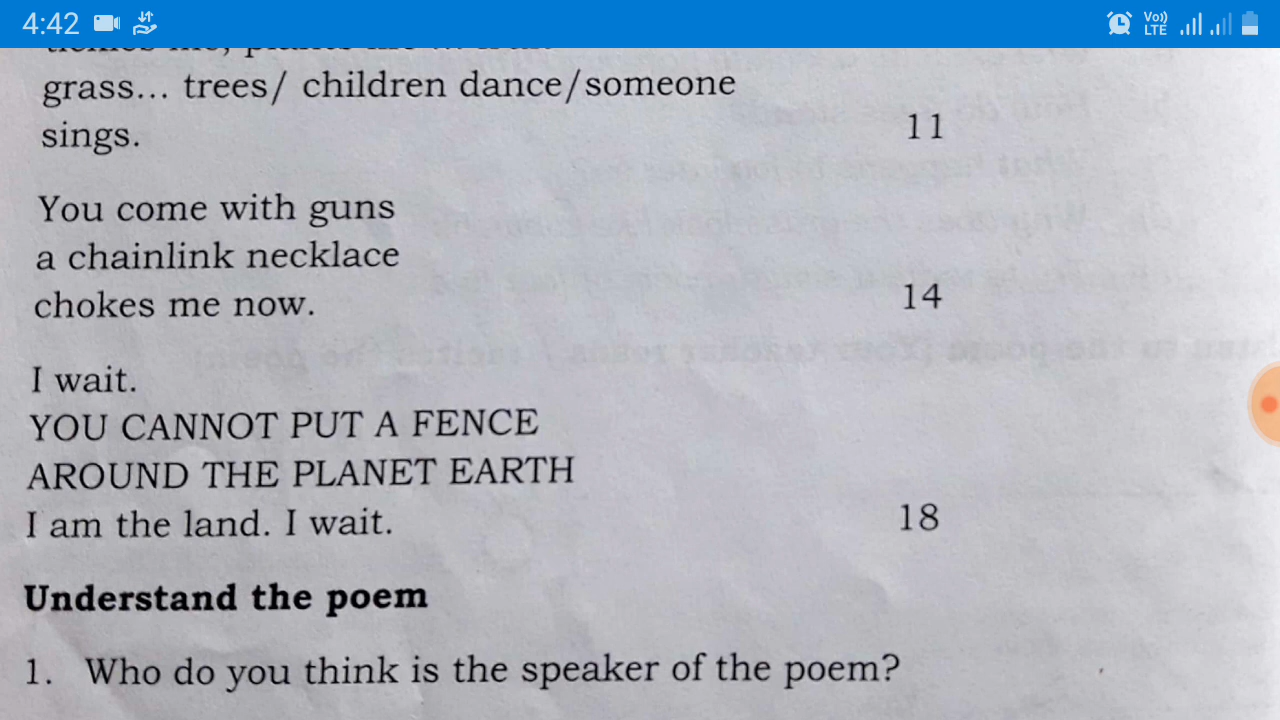 4:42 Vo)) LTE
grass... trees/ children dance/someone
sings. 11
You come with guns
a chainlink necklace
chokes me now. 14
I wait.
YOU CANNOT PUT A FENCE
AROUND THE PLANET EARTH
I am the land. I wait. 18
Understand the poem
1. Who do you think is the speaker of the poem?